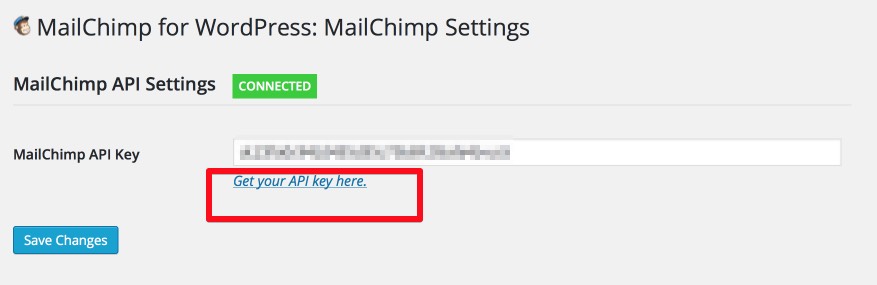 MailChimp for WordPress: MailChimp Settings
MailChimp API Settings CONNECTED
MailChimp API Key
Get your API key here.
Save Changes